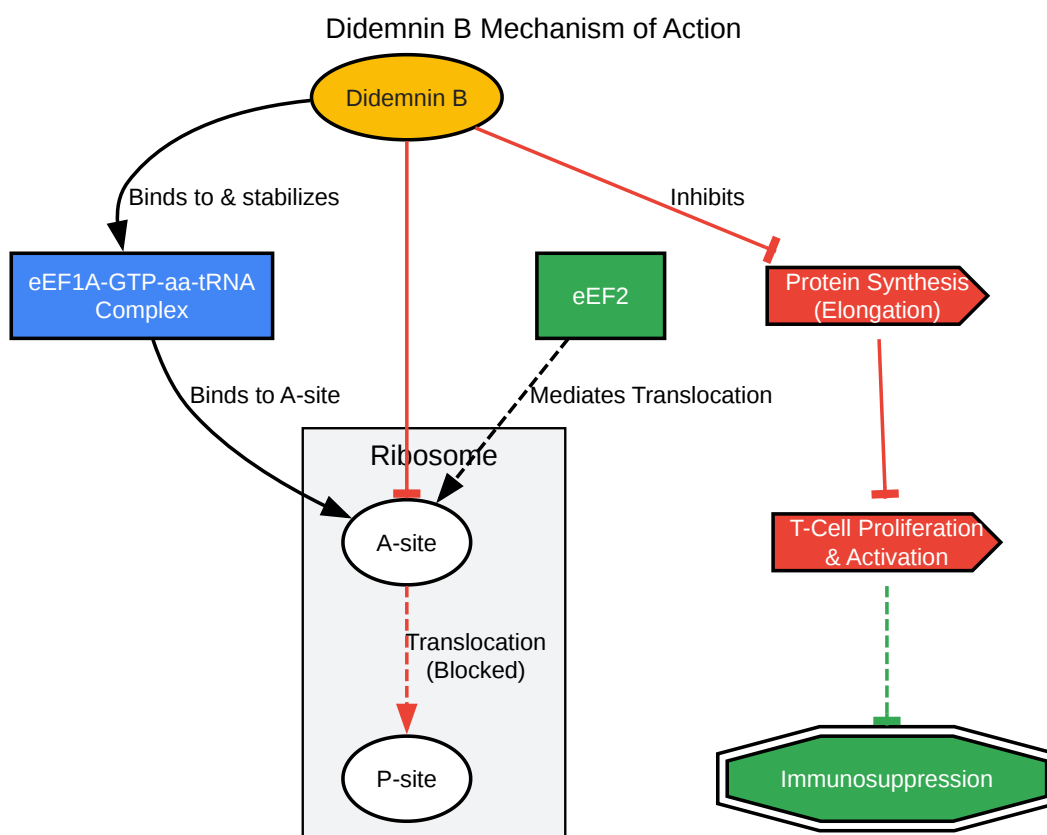 Didemnin B Mechanism of Action
Didemnin B
Binds to & stabilizes
Inhibits
eEF1A-GTP-aa-tRNA
Complex
eEF2
Protein Synthesis
(Elongation)
Binds to A-site
Mediates Translocation
Ribosome
A-site
T-Cell Proliferation
& Activation
Translocation
(Blocked)
P-site
Immunosuppression